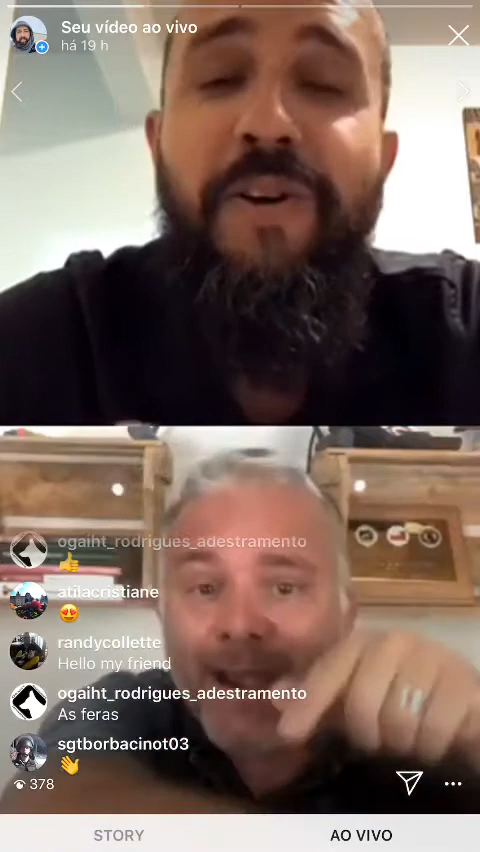 Seu vídeo ao vivo
há 19 h
ogaiht_rodrigues_adestramento
👍
atilacristiane
😍
randycollette
Hello my friend
ogaiht_rodrigues_adestramento
As feras
sgtborbacinot03
👋
378
STORY
AO VIVO